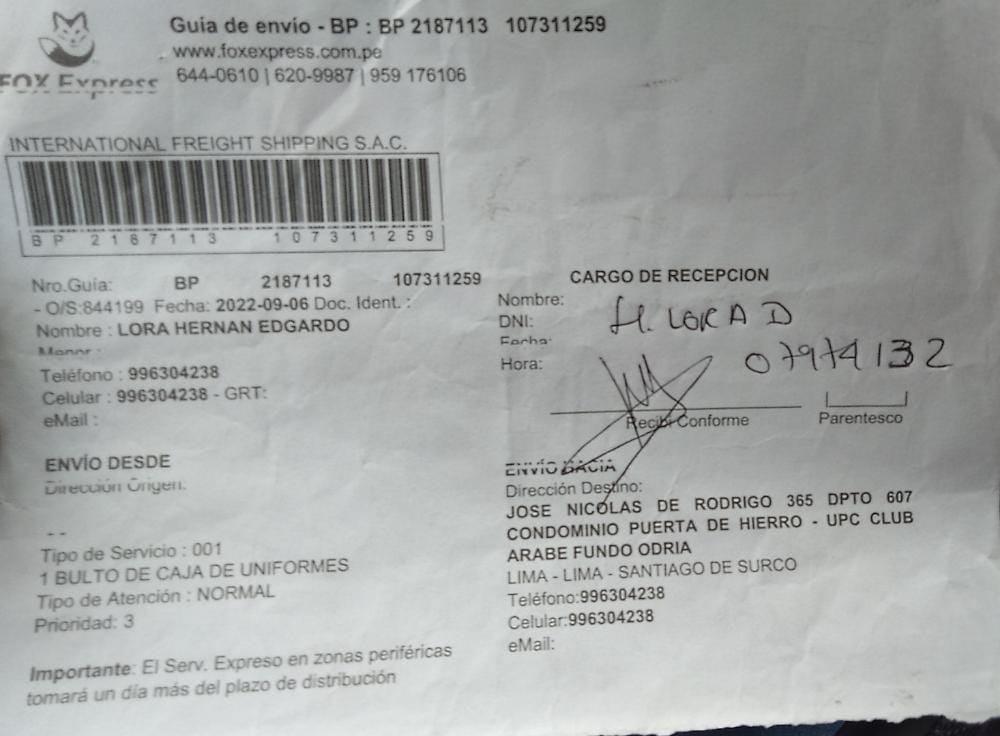 Guia de envío - BP : BP 2187113 107311259
www.foxexpress.com.pe
FOX Express
644-0610 | 620-9987 | 959 176106
INTERNATIONAL FREIGHT SHIPPING S.A.C.
BP 2187113 107311259
Nro.Guia: BP 2187113 107311259
- O/S:844199 Fecha: 2022-09-06 Doc. Ident. :
Nombre : LORA HERNAN EDGARDO
Menor :
Teléfono : 996304238
Celular : 996304238 - GRT:
eMail :
ENVÍO DESDE
Dirección Origen:
- -
Tipo de Servicio : 001
1 BULTO DE CAJA DE UNIFORMES
Tipo de Atención : NORMAL
Prioridad: 3
Importante: El Serv. Expreso en zonas periféricas
tomará un día más del plazo de distribución
CARGO DE RECEPCION
Nombre:
DNI: H. LORA D
Fecha:
Hora: 07974132
Recibi Conforme Parentesco
ENVÍO HACIA
Dirección Destino:
JOSE NICOLAS DE RODRIGO 365 DPTO 607
CONDOMINIO PUERTA DE HIERRO - UPC CLUB
ARABE FUNDO ODRIA
LIMA - LIMA - SANTIAGO DE SURCO
Teléfono:996304238
Celular:996304238
eMail: